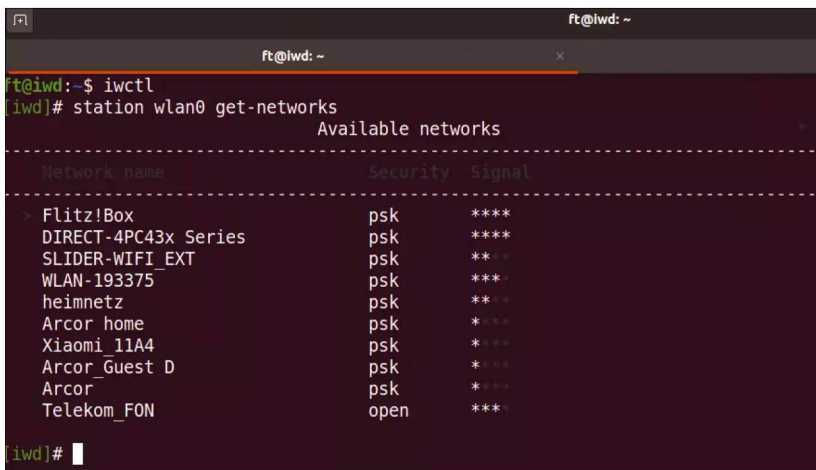 ft@iwd: ~
ft@iwd: ~ ×
ft@iwd:~$ iwctl
[iwd]# station wlan0 get-networks
Available networks *
--------------------------------------------------------------------------------
Network name Security Signal
--------------------------------------------------------------------------------
> Flitz!Box psk ****
DIRECT-4PC43x Series psk ****
SLIDER-WIFI_EXT psk ****
WLAN-193375 psk ****
heimnetz psk ****
Arcor home psk ****
Xiaomi_11A4 psk ****
Arcor_Guest D psk ****
Arcor psk ****
Telekom_FON open ****
[iwd]#